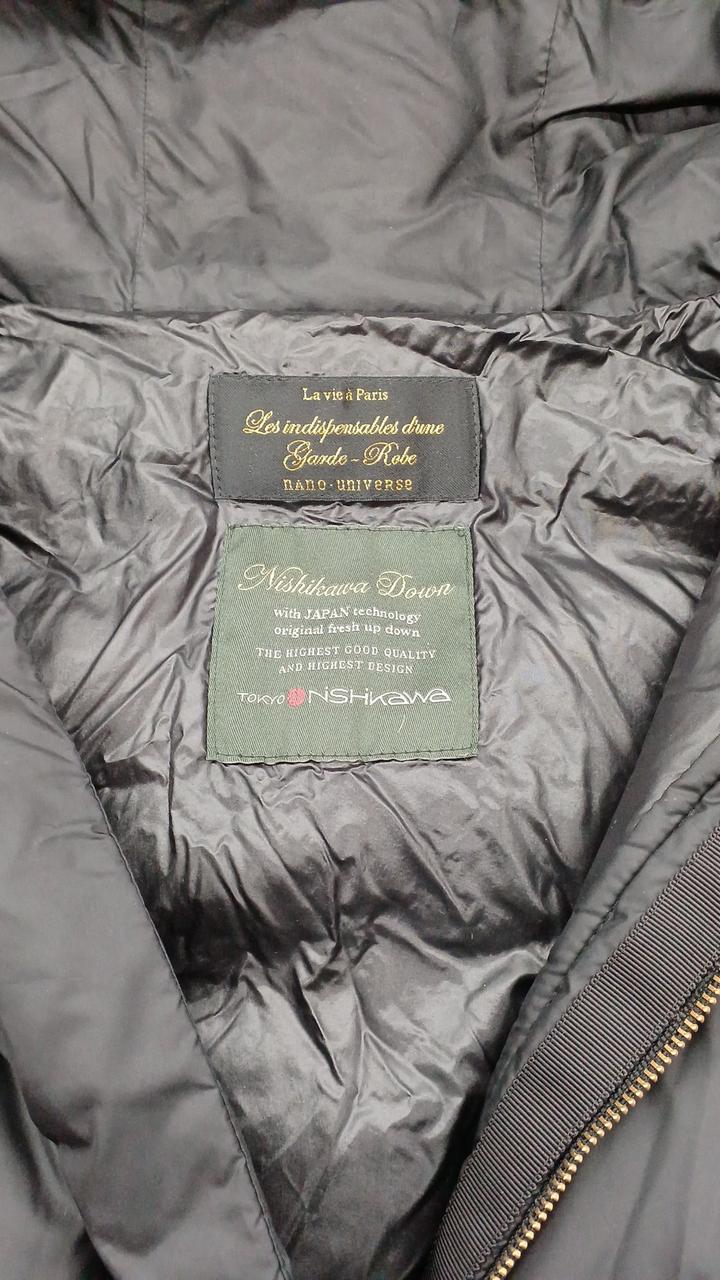 La vie à Paris
Les indispensables d'une
Garde - Robe
nano·universe
Nishikawa Down
with JAPAN technology
original fresh up down
THE HIGHEST GOOD QUALITY
AND HIGHEST DESIGN
TOKYO NiSHiKaWa